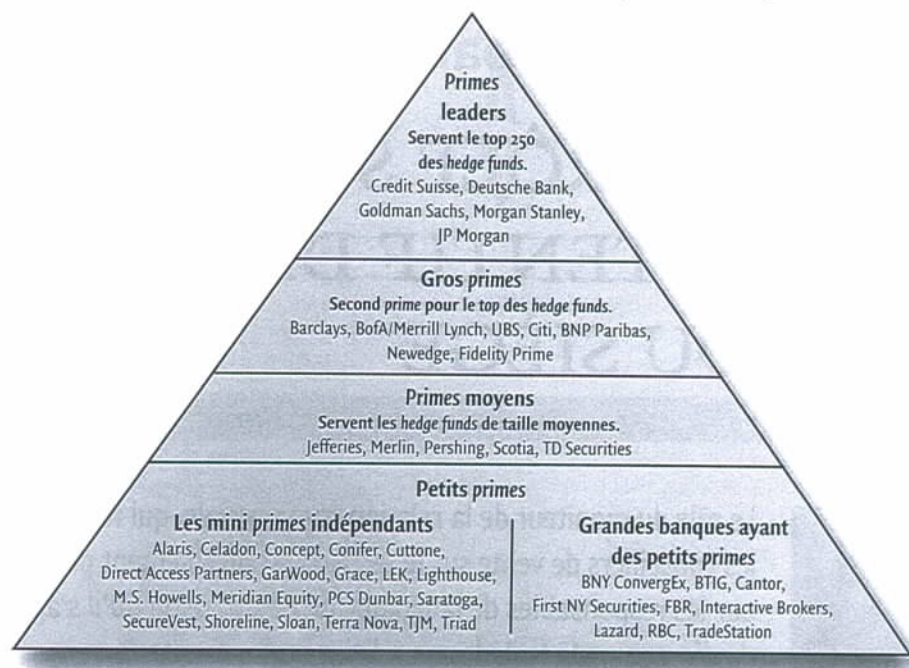 Primes
leaders
Servent le top 250
des hedge funds.
Credit Suisse, Deutsche Bank,
Goldman Sachs, Morgan Stanley,
JP Morgan
Gros primes
Second prime pour le top des hedge funds.
Barclays, BofA/Merrill Lynch, UBS, Citi, BNP Paribas,
Newedge, Fidelity Prime
Primes moyens
Servent les hedge funds de taille moyennes.
Jefferies, Merlin, Pershing, Scotia, TD Securities
Petits primes
Les mini primes indépendants
Alaris, Celadon, Concept, Conifer, Cuttone,
Direct Access Partners, GarWood, Grace, LEK, Lighthouse,
M.S. Howells, Meridian Equity, PCS Dunbar, Saratoga,
SecureVest, Shoreline, Sloan, Terra Nova, TJM, Triad
Grandes banques ayant
des petits primes
BNY ConvergEx, BTIG, Cantor,
First NY Securities, FBR, Interactive Brokers,
Lazard, RBC, TradeStation